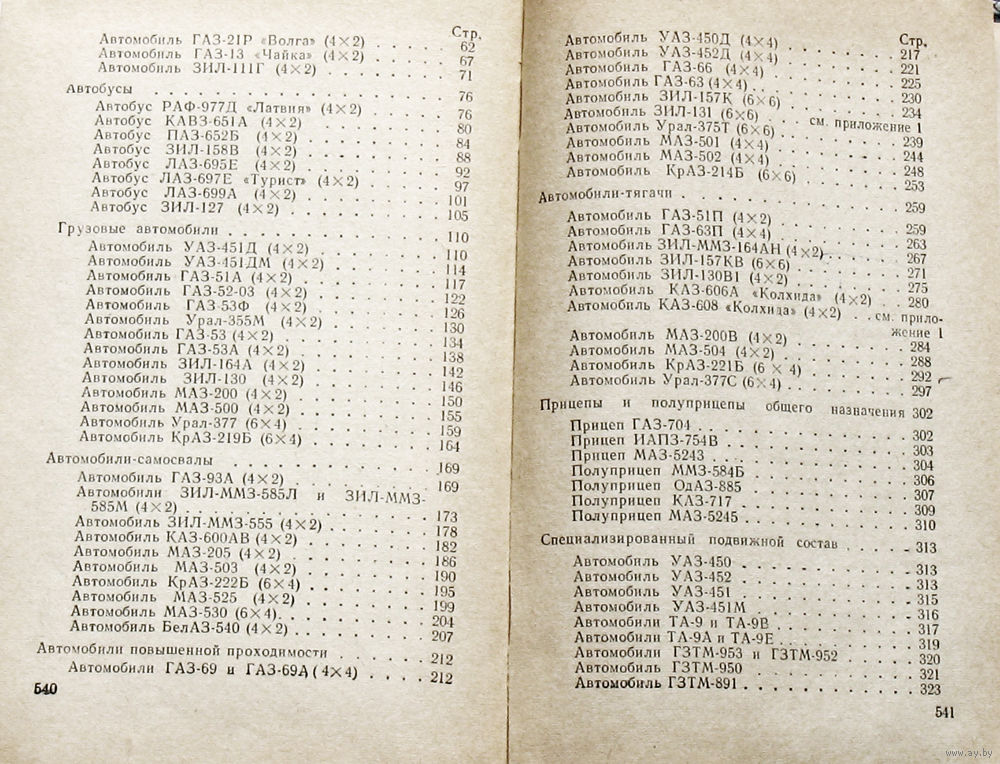 Стр.
Автомобиль ГАЗ-21Р «Волга» (4×2) . . . . . 62
Автомобиль ГАЗ-13 «Чайка» (4×2) . . . . . 67
Автомобиль ЗИЛ-111Г (4×2) . . . . . 71
Автобусы . . . . . 76
Автобус РАФ-977Д «Латвия» (4×2) . . . . . 76
Автобус КАВЗ-651А (4×2) . . . . . 80
Автобус ПАЗ-652Б (4×2) . . . . . 84
Автобус ЗИЛ-158В (4×2) . . . . . 88
Автобус ЛАЗ-695Е (4×2) . . . . . 92
Автобус ЛАЗ-697Е «Турист» (4×2) . . . . . 97
Автобус ЛАЗ-699А (4×2) . . . . . 101
Автобус ЗИЛ-127 (4×2) . . . . . 105
Грузовые автомобили . . . . . 110
Автомобиль УАЗ-451Д (4×2) . . . . . 110
Автомобиль УАЗ-451ДМ (4×2) . . . . . 114
Автомобиль ГАЗ-51А (4×2) . . . . . 117
Автомобиль ГАЗ-52-03 (4×2) . . . . . 122
Автомобиль ГАЗ-53Ф (4×2) . . . . . 126
Автомобиль Урал-355М (4×2) . . . . . 130
Автомобиль ГАЗ-53 (4×2) . . . . . 134
Автомобиль ГАЗ-53А (4×2) . . . . . 138
Автомобиль ЗИЛ-164А (4×2) . . . . . 142
Автомобиль ЗИЛ-130 (4×2) . . . . . 146
Автомобиль МАЗ-200 (4×2) . . . . . 150
Автомобиль МАЗ-500 (4×2) . . . . . 155
Автомобиль Урал-377 (6×4) . . . . . 159
Автомобиль КрАЗ-219Б (6×4) . . . . . 164
Автомобили-самосвалы . . . . . 169
Автомобиль ГАЗ-93А (4×2) . . . . . 169
Автомобили ЗИЛ-ММЗ-585Л и ЗИЛ-ММЗ-
585М (4×2) . . . . . 173
Автомобиль ЗИЛ-ММЗ-555 (4×2) . . . . . 178
Автомобиль КАЗ-600АВ (4×2) . . . . . 182
Автомобиль МАЗ-205 (4×2) . . . . . 186
Автомобиль МАЗ-503 (4×2) . . . . . 190
Автомобиль КрАЗ-222Б (6×4) . . . . . 195
Автомобиль МАЗ-525 (4×2) . . . . . 199
Автомобиль МАЗ-530 (6×4) . . . . . 204
Автомобиль БелАЗ-540 (4×2) . . . . . 207
Автомобили повышенной проходимости . . . . . 212
Автомобили ГАЗ-69 и ГАЗ-69А (4×4) . . . . 212
540
Стр.
Автомобиль УАЗ-450Д (4×4) . . . . . 217
Автомобиль УАЗ-452Д (4×4) . . . . . 221
Автомобиль ГАЗ-66 (4×4) . . . . . 225
Автомобиль ГАЗ-63 (4×4) . . . . . 230
Автомобиль ЗИЛ-157К (6×6) . . . . . 234
Автомобиль ЗИЛ-131 (6×6) . . . см. приложение 1
Автомобиль Урал-375Т (6×6) . . . . . 239
Автомобиль МАЗ-501 (4×4) . . . . . 244
Автомобиль МАЗ-502 (4×4) . . . . . 248
Автомобиль КрАЗ-214Б (6×6) . . . . . 253
Автомобили-тягачи . . . . . 259
Автомобиль ГАЗ-51П (4×2) . . . . . 259
Автомобиль ГАЗ-63П (4×4) . . . . . 263
Автомобиль ЗИЛ-ММЗ-164АН (4×2) . . . . . 267
Автомобиль ЗИЛ-157КВ (6×6) . . . . . 271
Автомобиль ЗИЛ-130В1 (4×2) . . . . . 275
Автомобиль КАЗ-606А «Колхида» (4×2) . . 280
Автомобиль КАЗ-608 «Колхида» (4×2) . . см. прило-
жение 1
Автомобиль МАЗ-200В (4×2) . . . . . 284
Автомобиль МАЗ-504 (4×2) . . . . . 288
Автомобиль КрАЗ-221Б (6×4) . . . . . 292
Автомобиль Урал-377С (6×4) . . . . . 297
Прицепы и полуприцепы общего назначения 302
Прицеп ГАЗ-704 . . . . . 302
Прицеп ИАПЗ-754В . . . . . 303
Прицеп МАЗ-5243 . . . . . 304
Полуприцеп ММЗ-584Б . . . . . 306
Полуприцеп ОдАЗ-885 . . . . . 307
Полуприцеп КАЗ-717 . . . . . 309
Полуприцеп МАЗ-5245 . . . . . 310
Специализированный подвижной состав . . . . . 313
Автомобиль УАЗ-450 . . . . . 313
Автомобиль УАЗ-452 . . . . . 313
Автомобиль УАЗ-451 . . . . . 315
Автомобиль УАЗ-451М . . . . . 316
Автомобили ТА-9 и ТА-9В . . . . . 317
Автомобили ТА-9А и ТА-9Е . . . . . 319
Автомобили ГЗТМ-953 и ГЗТМ-952 . . . . . 320
Автомобиль ГЗТМ-950 . . . . . 321
Автомобиль ГЗТМ-891 . . . . . 323
541
www.ay.by